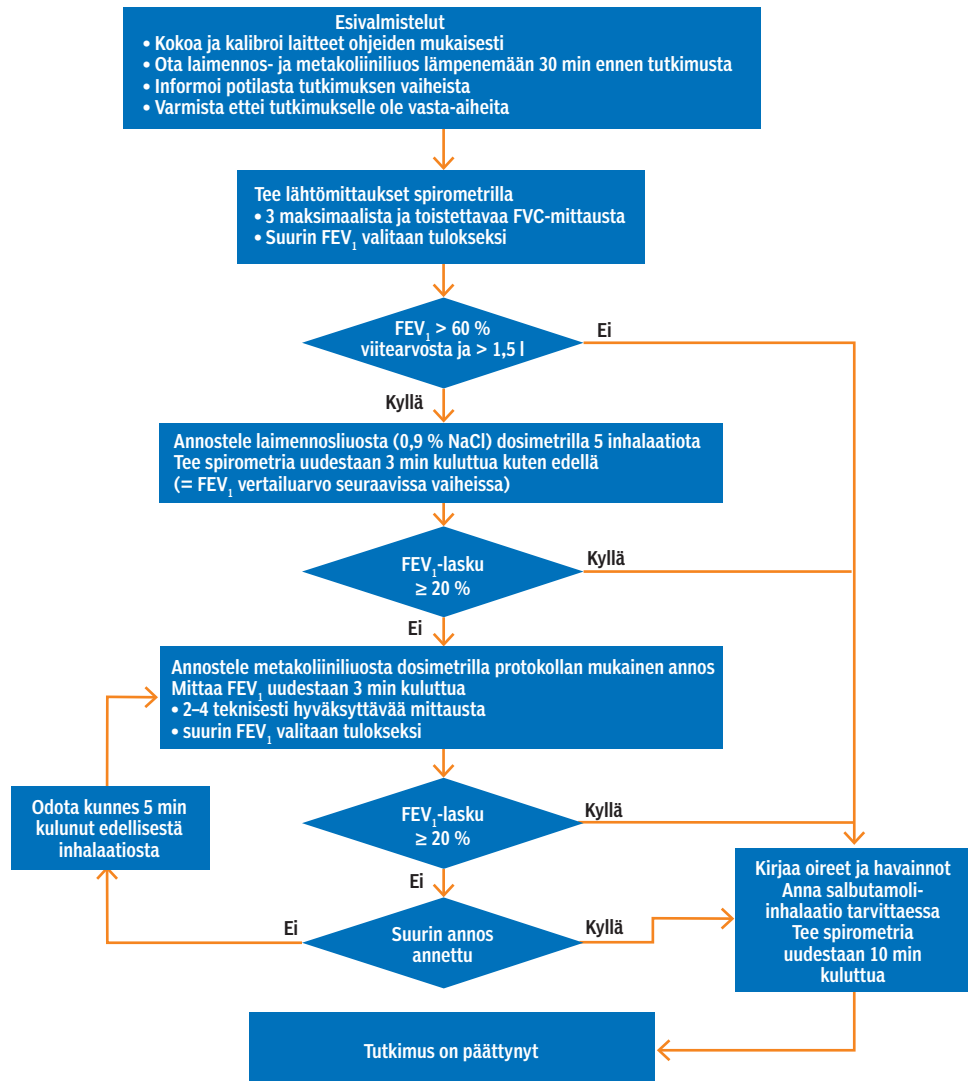 Esivalmistelut
• Kokoa ja kalibroi laitteet ohjeiden mukaisesti
• Ota laimennos- ja metakoliiniliuos lämpenemään 30 min ennen tutkimusta
• Informoi potilasta tutkimuksen vaiheista
• Varmista ettei tutkimukselle ole vasta-aiheita
Tee lähtömittaukset spirometrilla
• 3 maksimaalista ja toistettavaa FVC-mittausta
• Suurin FEV₁ valitaan tulokseksi
FEV₁ > 60 %
viitearvosta ja > 1,5 l
Ei
Kyllä
Annostele laimennosliuosta (0,9 % NaCl) dosimetrilla 5 inhalaatiota
Tee spirometria uudestaan 3 min kuluttua kuten edellä
(= FEV₁ vertailuarvo seuraavissa vaiheissa)
FEV₁-lasku
≥ 20 %
Kyllä
Ei
Annostele metakoliiniliuosta dosimetrilla protokollan mukainen annos
Mittaa FEV₁ uudestaan 3 min kuluttua
• 2–4 teknisesti hyväksyttävää mittausta
• suurin FEV₁ valitaan tulokseksi
Odota kunnes 5 min
kulunut edellisestä
inhalaatiosta
FEV₁-lasku
≥ 20 %
Kyllä
Ei
Suurin annos
annettu
Ei
Kyllä
Kirjaa oireet ja havainnot
Anna salbutamoli-
inhalaatio tarvittaessa
Tee spirometria
uudestaan 10 min
kuluttua
Tutkimus on päättynyt